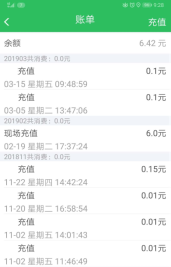 9:20
账单
充值
余额 6.42 元
201903共消费：0.0元
充值 0.1元
03-15 星期五 09:48:59
充值 0.1元
03-05 星期二 13:47:06
201902共消费：0.0元
现场充值 6.0元
02-19 星期二 17:37:24
201811共消费：0.0元
充值 0.15元
11-22 星期四 14:42:24
充值 0.01元
11-20 星期二 16:58:54
充值 0.01元
11-02 星期五 14:01:43
充值 0.01元
11-02 星期五 11:46:49